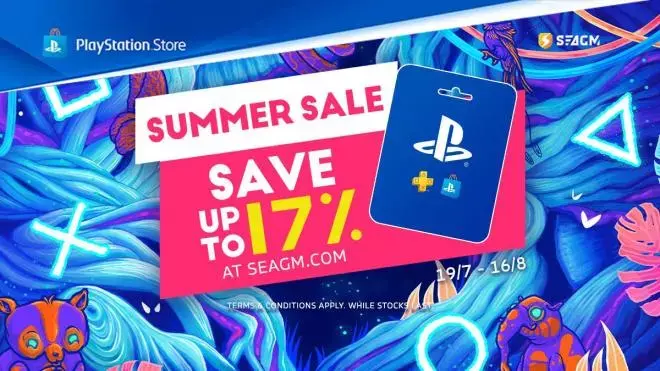 PlayStation Store
SEAGM
SUMMER SALE
SAVE
UP TO 17%
AT SEAGM.COM
19/7 - 16/8
TERMS & CONDITIONS APPLY. WHILE STOCKS LAST